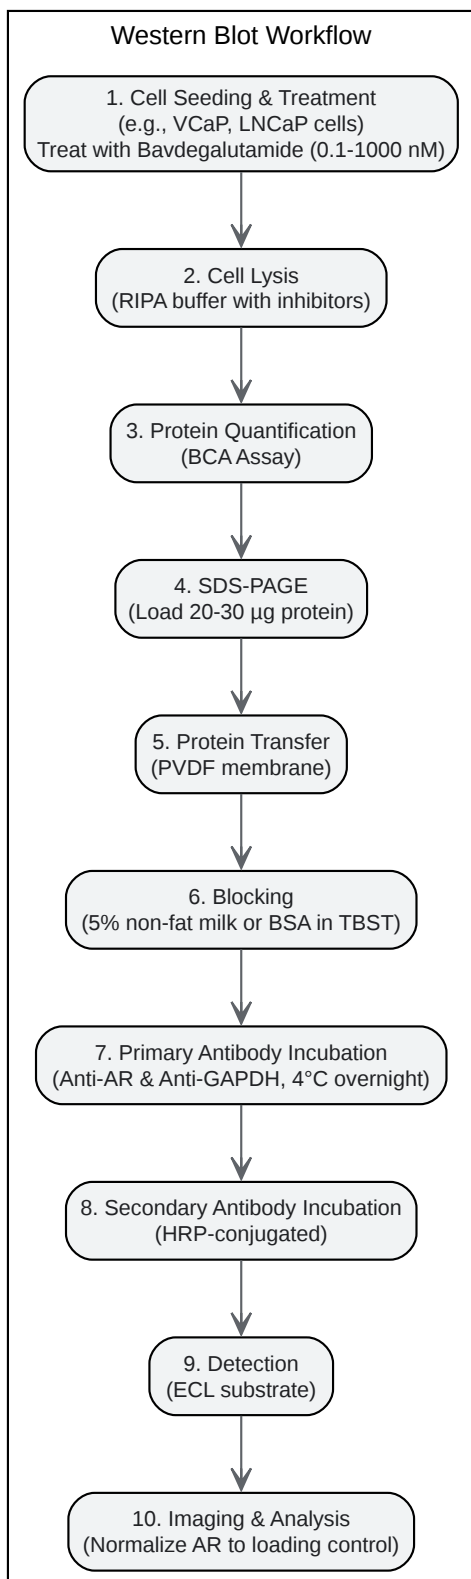 Western Blot Workflow
1. Cell Seeding & Treatment
(e.g., VCaP, LNCaP cells)
Treat with Bavdegalutamide (0.1-1000 nM)
2. Cell Lysis
(RIPA buffer with inhibitors)
3. Protein Quantification
(BCA Assay)
4. SDS-PAGE
(Load 20-30 µg protein)
5. Protein Transfer
(PVDF membrane)
6. Blocking
(5% non-fat milk or BSA in TBST)
7. Primary Antibody Incubation
(Anti-AR & Anti-GAPDH, 4°C overnight)
8. Secondary Antibody Incubation
(HRP-conjugated)
9. Detection
(ECL substrate)
10. Imaging & Analysis
(Normalize AR to loading control)